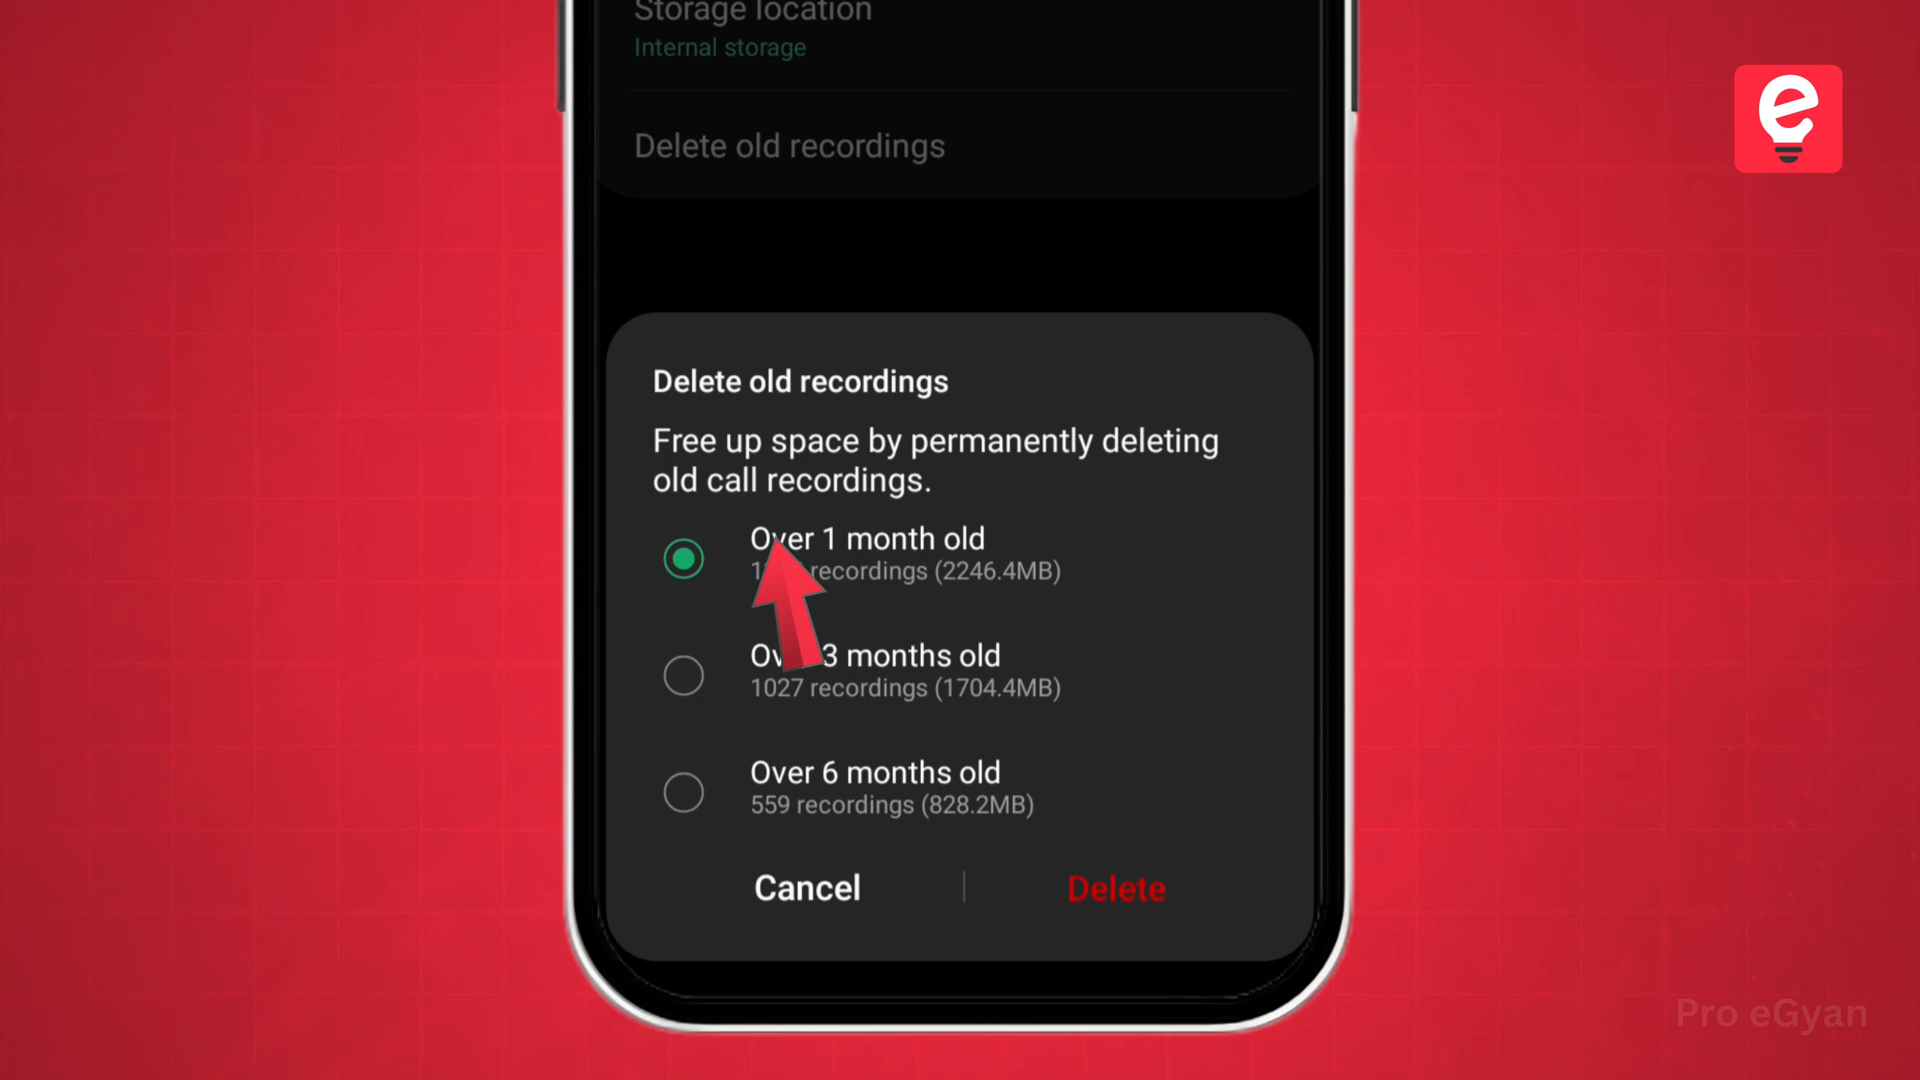 Storage location
Internal storage
Delete old recordings
Delete old recordings
Free up space by permanently deleting
old call recordings.
Over 1 month old
recordings (2246.4MB)
Over 3 months old
1027 recordings (1704.4MB)
Over 6 months old
559 recordings (828.2MB)
Cancel
Delete
Pro eGyan